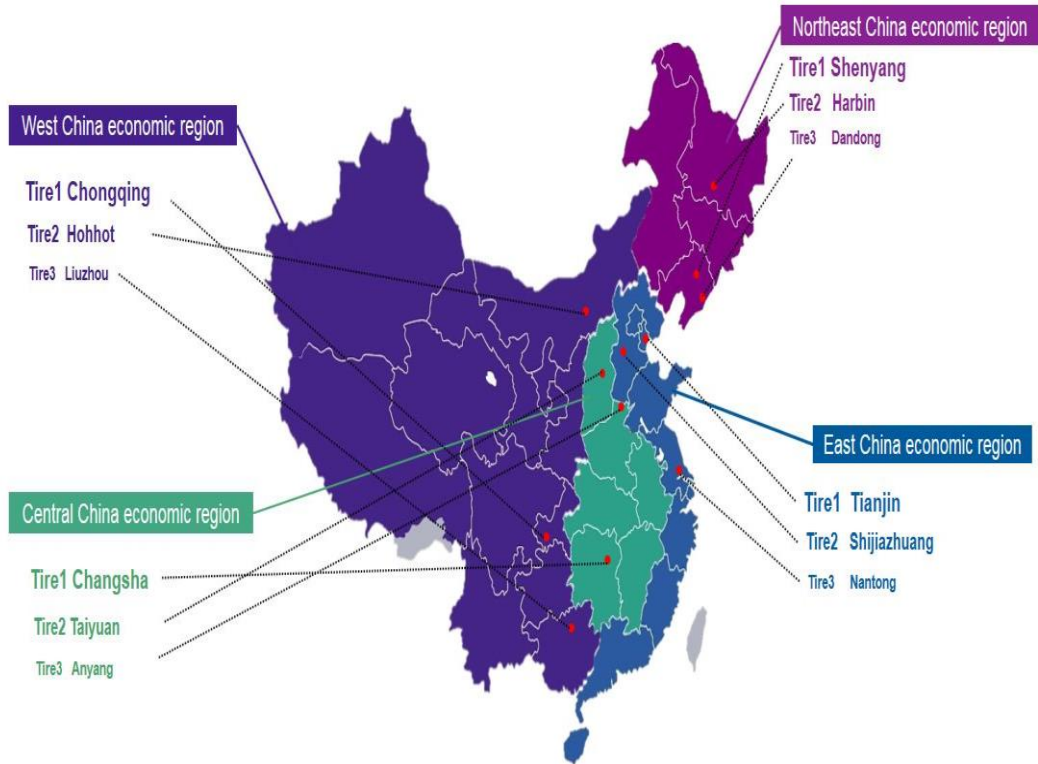 Northeast China economic region
Tire1 Shenyang
Tire2 Harbin
Tire3 Dandong
West China economic region
Tire1 Chongqing
Tire2 Hohhot
Tire3 Liuzhou
East China economic region
Tire1 Tianjin
Tire2 Shijiazhuang
Tire3 Nantong
Central China economic region
Tire1 Changsha
Tire2 Taiyuan
Tire3 Anyang